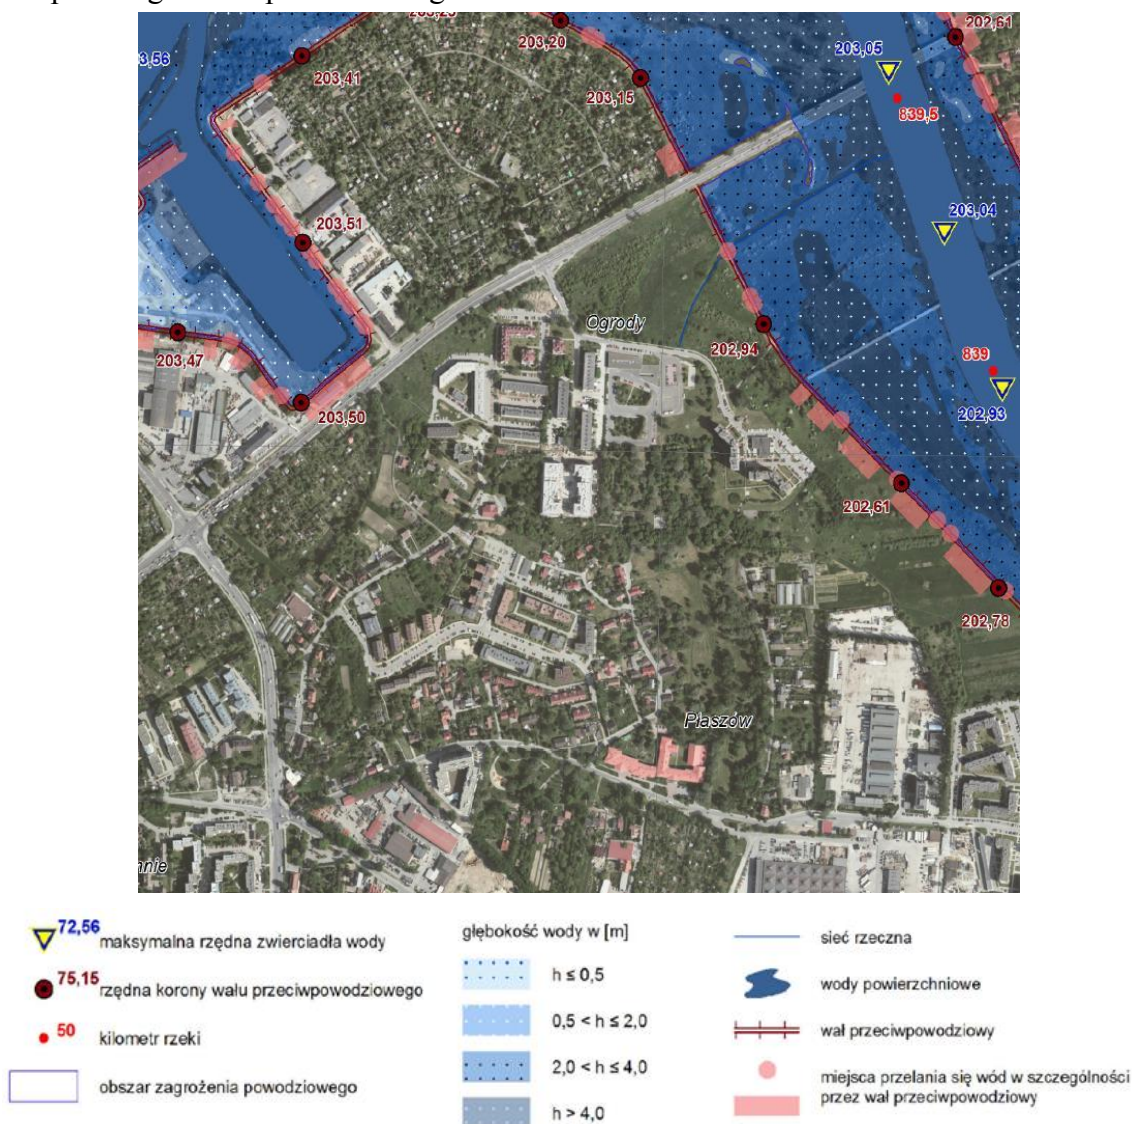 203,20
202,61
203,05
3,56
203,41
203,15
839,5
203,51
203,04
Ogrody
202,94
203,47
839
203,50
202,93
202,61
202,78
Płaszów
nnie
72,56 maksymalna rzędna zwierciadła wody
75,15 rzędna korony wału przeciwpowodziowego
50 kilometr rzeki
obszar zagrożenia powodziowego
głębokość wody w [m]
h ≤ 0,5
0,5 < h ≤ 2,0
2,0 < h ≤ 4,0
h > 4,0
sieć rzeczna
wody powierzchniowe
wał przeciwpowodziowy
miejsca przelania się wód w szczególności
przez wał przeciwpowodziowy